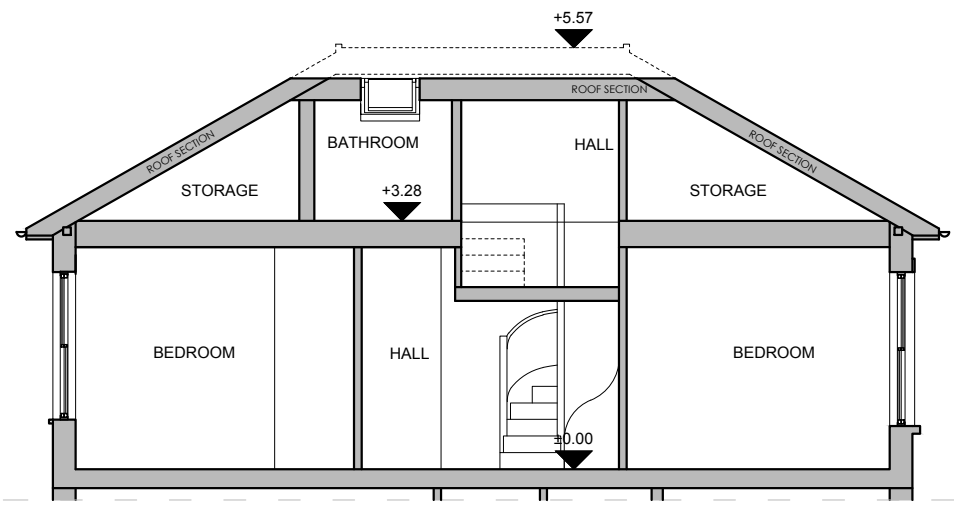 +5.57
ROOF SECTION
ROOF SECTION
ROOF SECTION
BATHROOM
HALL
STORAGE
+3.28
STORAGE
BEDROOM
HALL
BEDROOM
±0.00